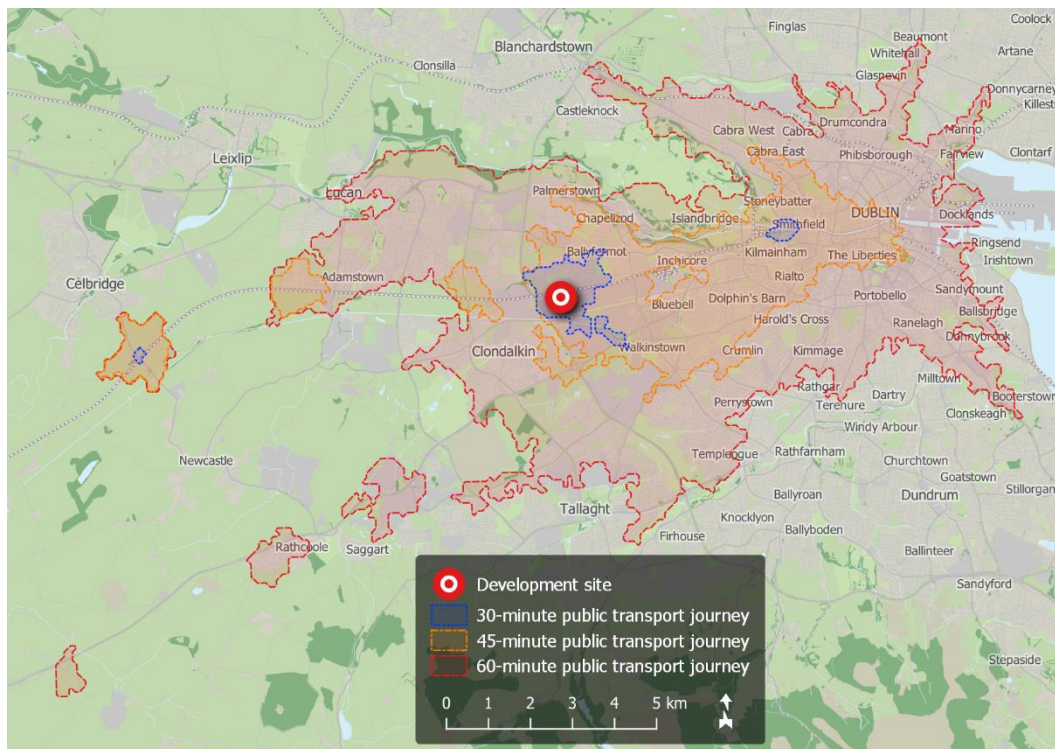 Finglas
Coolock
Beaumont
Blanchardstown
Whitehall
Artane
Clonsilla
Glasnevin
Donnycarney
Killest
Castleknock
Drumcondra
Cabra West
Cabra
Marino
Clontarf
Cabra East
Phibsborough
Fairview
Leixlip
Lucan
Palmerstown
Stoneybatter
Chapelizod
Islandbridge
DUBLIN
Docklands
Smithfield
Ringsend
Ballyfermot
Kilmainham
The Liberties
Irishtown
Inchicore
Celbridge
Adamstown
Rialto
Sandymount
Bluebell
Dolphin's Barn
Portobello
Ballsbridge
Harold's Cross
Ranelagh
Donnybrook
Clondalkin
Walkinstown
Crumlin
Kimmage
Milltown
Rathgar
Booterstown
Dartry
Perrystown
Terenure
Clonskeagh
Windy Arbour
Newcastle
Templeogue
Rathfarnham
Churchtown
Goatstown
Stillorgan
Ballyroan
Dundrum
Tallaght
Knocklyon
Ballyboden
Firhouse
Rathcoole
Saggart
Ballinteer
Sandyford
Stepaside
Development site
30-minute public transport journey
45-minute public transport journey
60-minute public transport journey
0 1 2 3 4 5 km